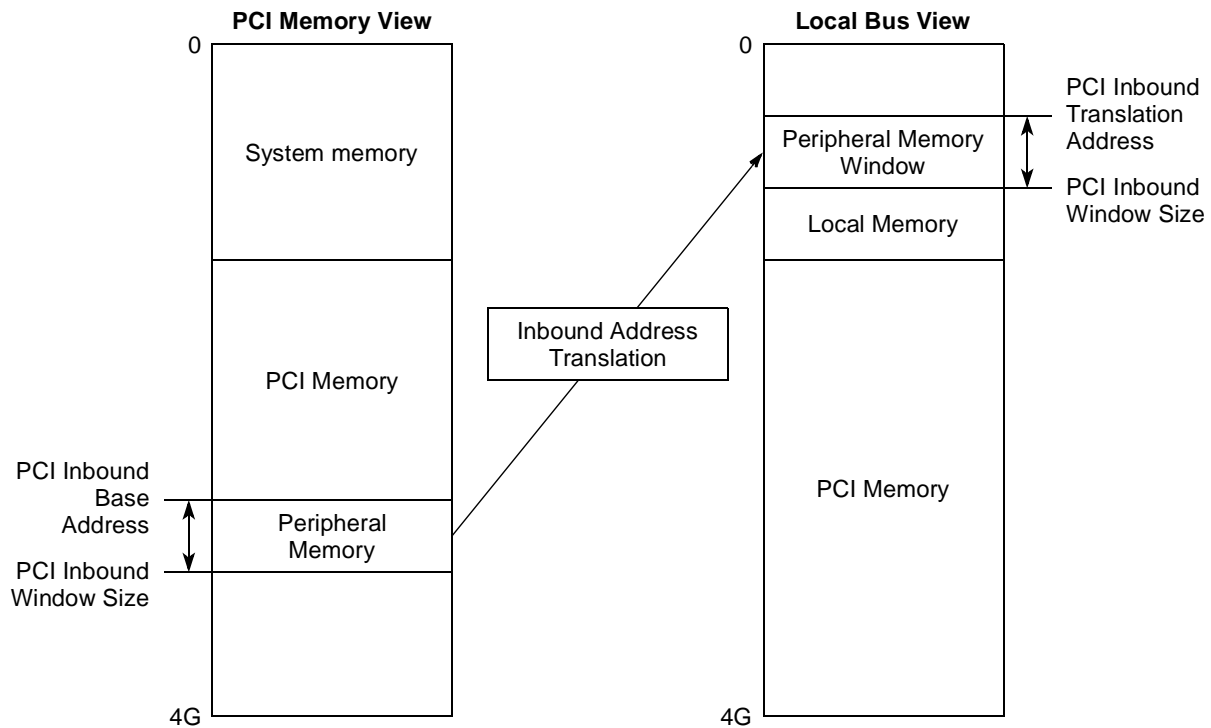 PCI Memory View
0
System memory
PCI Memory
PCI Inbound
Base
Address
Peripheral
Memory
PCI Inbound
Window Size
4G
Inbound Address
Translation
Local Bus View
0
PCI Inbound
Translation
Address
Peripheral Memory
Window
PCI Inbound
Window Size
Local Memory
PCI Memory
4G